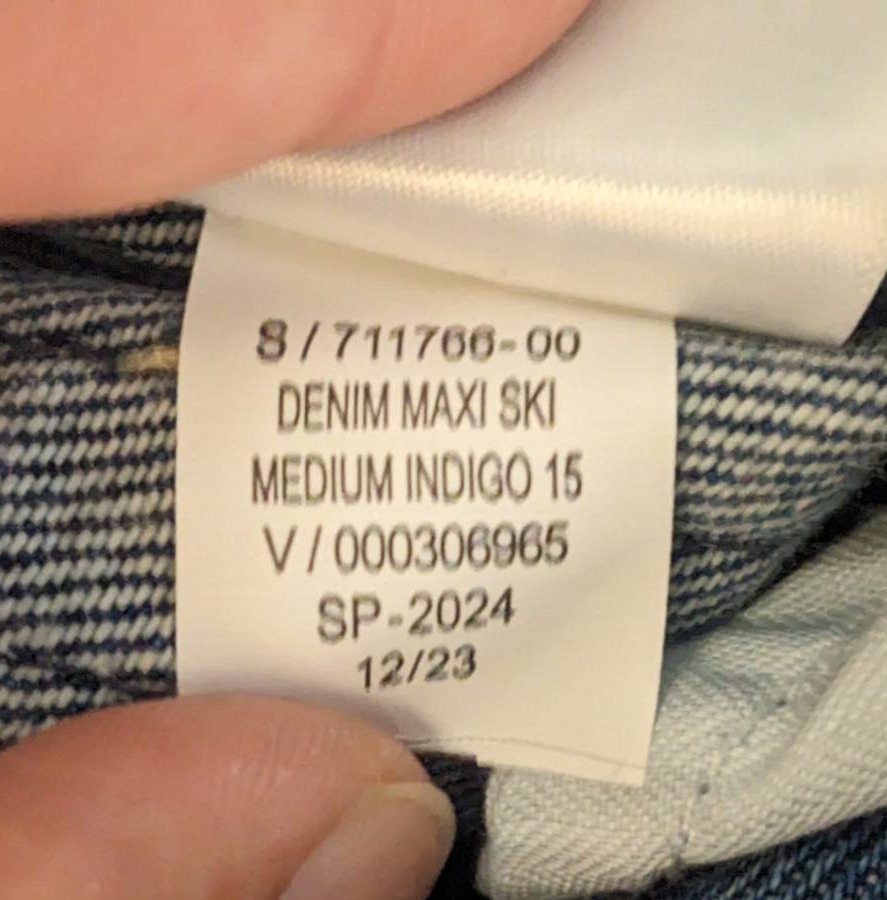 S/711766-00
DENIM MAXI SKI
MEDIUM INDIGO 15
V/000306965
SP-2024
12/23